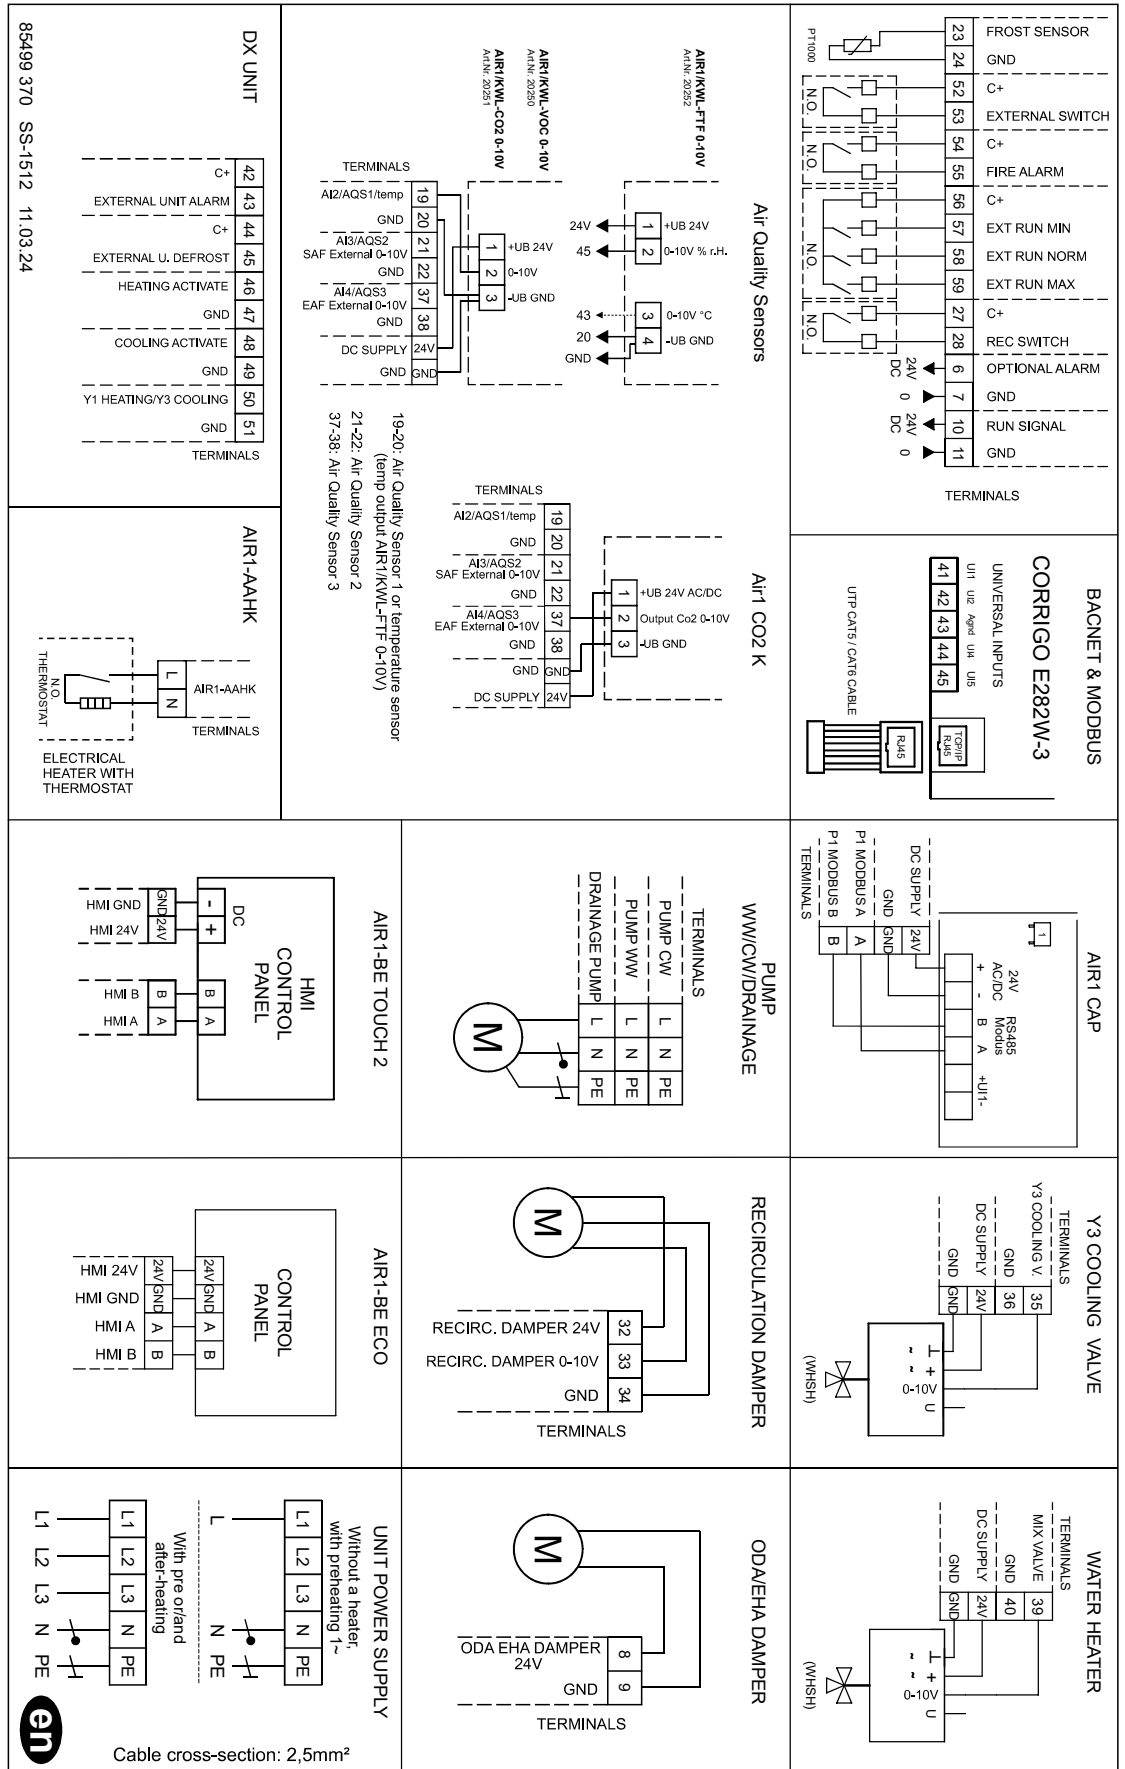 23 FROST SENSOR
24 GND
PT1000
52 C+
53 EXTERNAL SWITCH
N.O.
54 C+
55 FIRE ALARM
N.O.
56 C+
57 EXT RUN MIN
58 EXT RUN NORM
59 EXT RUN MAX
N.O.
27 C+
28 REC SWITCH
N.O.
6 OPTIONAL ALARM
24V
DC
7 GND
0
10 RUN SIGNAL
24V
DC
11 GND
0
TERMINALS
BACNET & MODBUS
CORRIGO E282W-3
UNIVERSAL INPUTS
UI1 UI2 Agnd UI4 UI5
41 42 43 44 45
TCP/IP
RJ45
RJ45
UTP CAT5 / CAT6 CABLE
AIR1 CAP
1
24V
AC/DC
RS485
Modus
+ - B A +UI1-
DC SUPPLY 24V
GND GND
P1 MODBUS A A
P1 MODBUS B B
TERMINALS
Y3 COOLING VALVE
TERMINALS
Y3 COOLING V. 35
GND 36
DC SUPPLY 24V
GND GND
⊥
~ +
~ 0-10V
U
(WHSH)
WATER HEATER
TERMINALS
MIX VALVE 39
GND 40
DC SUPPLY 24V
GND GND
⊥
~ +
~ 0-10V
U
(WHSH)
Air Quality Sensors
AIR1/KWL-FTF 0-10V
Art.Nr. 20252
24V 1 +UB 24V
45 2 0-10V % r.H.
43 3 0-10V °C
20 4 -UB GND
GND
AIR1/KWL-VOC 0-10V
Art.Nr. 20250
AIR1/KWL-CO2 0-10V
Art.Nr. 20251
TERMINALS
AI2/AQS1/temp 19
GND 20
AI3/AQS2
SAF External 0-10V 21
GND 22
AI4/AQS3
EAF External 0-10V 37
GND 38
DC SUPPLY 24V
GND GND
1 +UB 24V
2 0-10V
3 -UB GND
19-20: Air Quality Sensor 1 or temperature sensor
(temp output AIR1/KWL-FTF 0-10V)
21-22: Air Quality Sensor 2
37-38: Air Quality Sensor 3
Air1 CO2 K
TERMINALS
AI2/AQS1/temp 19
GND 20
AI3/AQS2
SAF External 0-10V 21
GND 22
AI4/AQS3
EAF External 0-10V 37
GND 38
GND GND
DC SUPPLY 24V
1 +UB 24V AC/DC
2 Output Co2 0-10V
3 -UB GND
PUMP
WW/CW/DRAINAGE
TERMINALS
PUMP CW L N PE
PUMP WW L N PE
DRAINAGE PUMP L N PE
M
RECIRCULATION DAMPER
M
RECIRC. DAMPER 24V 32
RECIRC. DAMPER 0-10V 33
GND 34
TERMINALS
ODA/EHA DAMPER
M
ODA EHA DAMPER
24V 8
GND 9
TERMINALS
DX UNIT
C+ 42
EXTERNAL UNIT ALARM 43
C+ 44
EXTERNAL U. DEFROST 45
HEATING ACTIVATE 46
GND 47
COOLING ACTIVATE 48
GND 49
Y1 HEATING/Y3 COOLING 50
GND 51
TERMINALS
85499 370 SS-1512 11.03.24
AIR1-AAHK
L AIR1-AAHK
N
TERMINALS
N.O.
THERMOSTAT
ELECTRICAL
HEATER WITH
THERMOSTAT
AIR1-BE TOUCH 2
HMI
CONTROL
PANEL
DC
- +
HMI GND GND
HMI 24V 24V
HMI B B B
HMI A A A
AIR1-BE ECO
CONTROL
PANEL
HMI 24V 24V 24V
HMI GND GND GND
HMI A A A
HMI B B B
UNIT POWER SUPPLY
Without a heater,
with preheating 1~
L1 L2 L3 N PE
L N PE
With pre or/and
after-heating
L1 L2 L3 N PE
L1 L2 L3 N PE
Cable cross-section: 2,5mm²
en